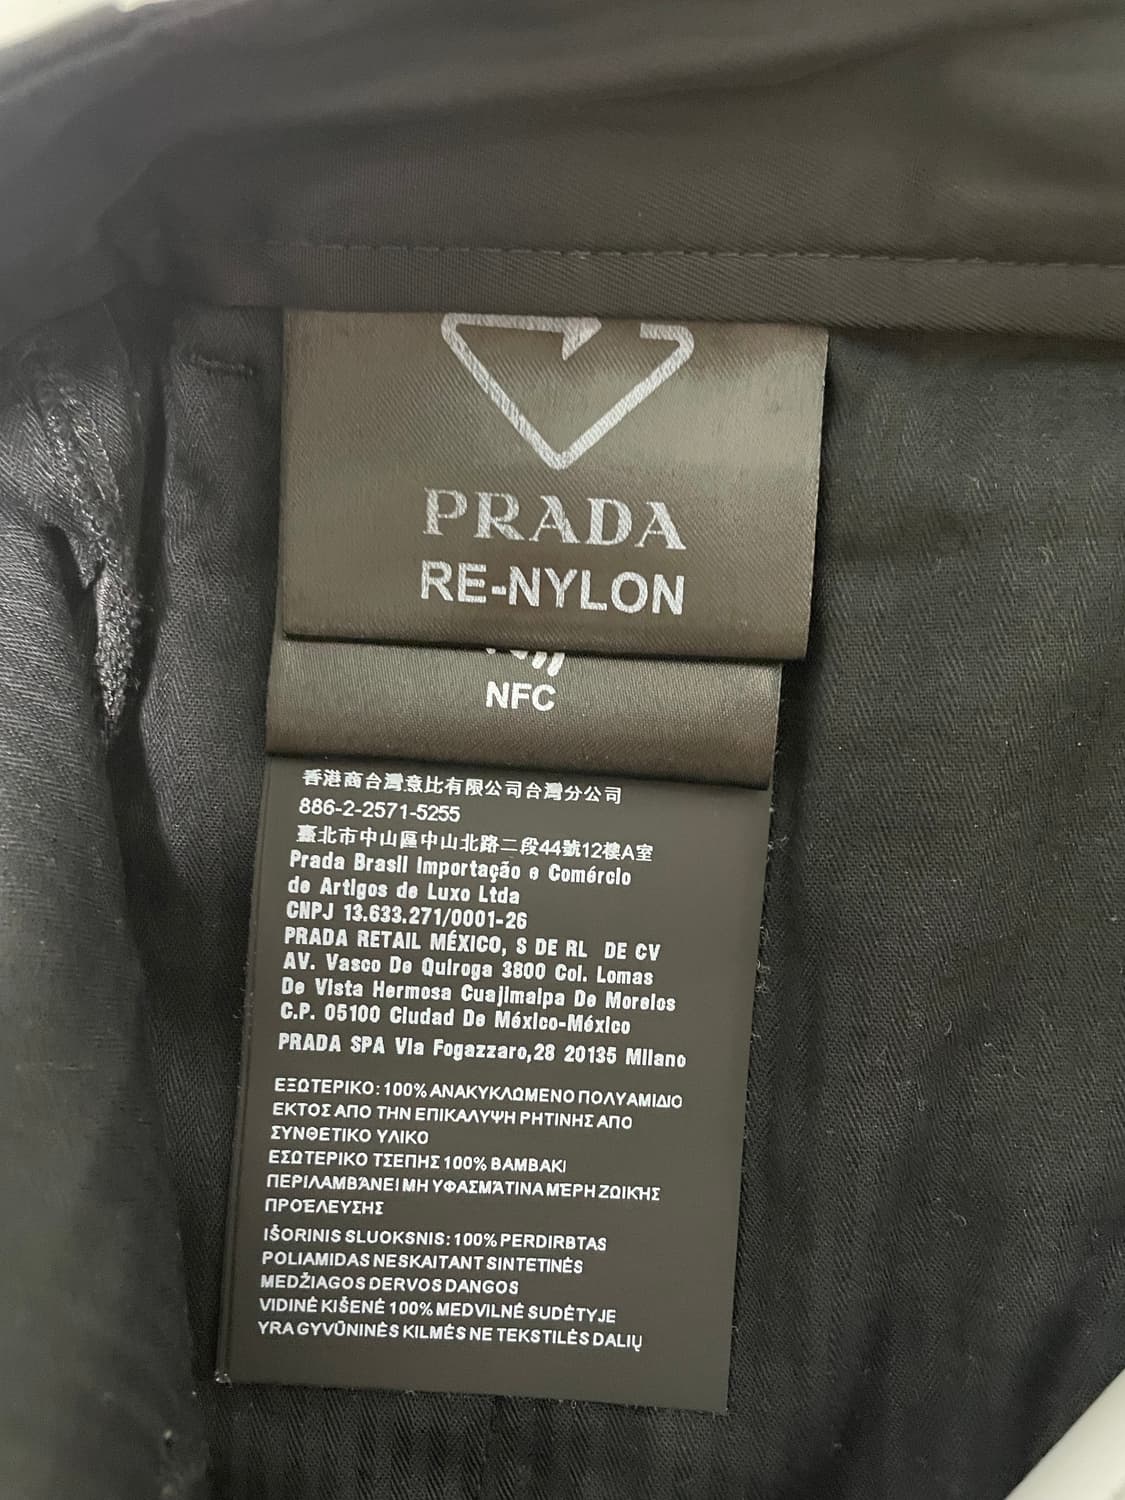 PRADA
RE-NYLON
NFC
香港商台灣意比有限公司台灣分公司
886-2-2571-5255
臺北市中山區中山北路二段44號12樓A室
Prada Brasil Importação e Comércio
de Artigos de Luxo Ltda
CNPJ 13.633.271/0001-26
PRADA RETAIL MÉXICO, S DE RL DE CV
AV. Vasco De Quiroga 3800 Col. Lomas
De Vista Hermosa Cuajimalpa De Morelos
C.P. 05100 Ciudad De México-México
PRADA SPA Via Fogazzaro,28 20135 Milano
ΕΞΩΤΕΡΙΚΟ: 100% ΑΝΑΚΥΚΛΩΜΕΝΟ ΠΟΛΥΑΜΙΔΙΟ
ΕΚΤΟΣ ΑΠΟ ΤΗΝ ΕΠΙΚΑΛΥΨΗ ΡΗΤΙΝΗΣ ΑΠΟ
ΣΥΝΘΕΤΙΚΟ ΥΛΙΚΟ
ΕΣΩΤΕΡΙΚΟ ΤΣΕΠΗΣ 100% ΒΑΜΒΑΚΙ
ΠΕΡΙΛΑΜΒΆΝΕΙ ΜΗ ΥΦΑΣΜΆΤΙΝΑ ΜΈΡΗ ΖΩΙΚΉΣ
ΠΡΟΈΛΕΥΣΗΣ
IŠORINIS SLUOKSNIS: 100% PERDIRBTAS
POLIAMIDAS NESKAITANT SINTETINĖS
MEDŽIAGOS DERVOS DANGOS
VIDINĖ KIŠENĖ 100% MEDVILNĖ SUDĖTYJE
YRA GYVŪNINĖS KILMĖS NE TEKSTILĖS DALIŲ